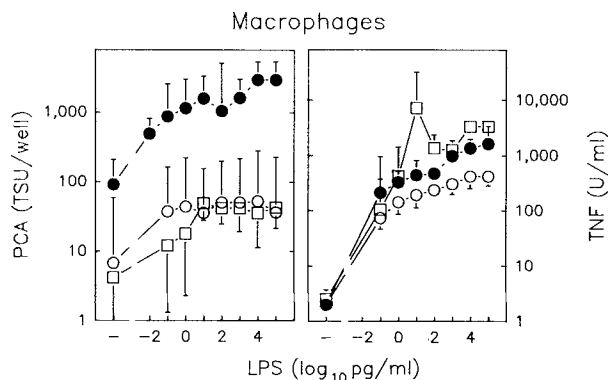 Macrophages
PCA (TSU/well)
1,000
100
10
1
– -2 0 2 4
10,000
1,000
100
10
1
– -2 0 2 4
TNF (U/ml)
LPS (log10 pg/ml)